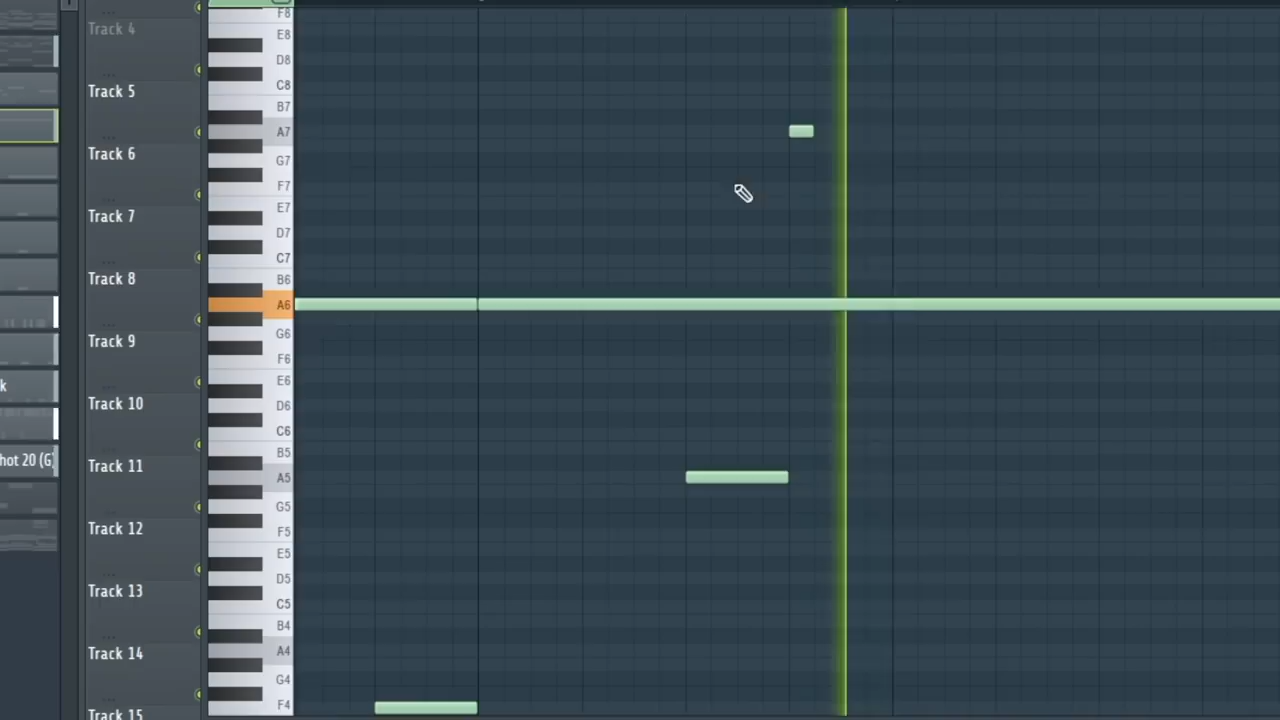 Track 4
Track 5
Track 6
Track 7
Track 8
Track 9
Track 10
Track 11
Track 12
Track 13
Track 14
Track 15
k
hot 20 (G)
F8
E8
D8
C8
B7
A7
G7
F7
E7
D7
C7
B6
A6
G6
F6
E6
D6
C6
B5
A5
G5
F5
E5
D5
C5
B4
A4
G4
F4